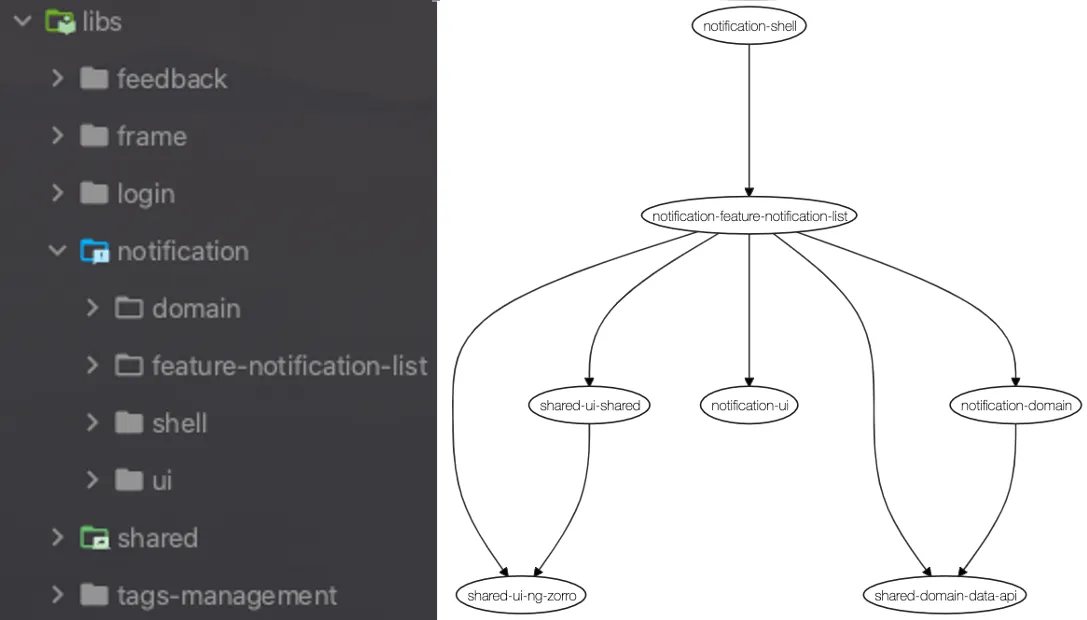 libs
feedback
frame
login
notification
domain
feature-notification-list
shell
ui
shared
tags-management
notification-shell
notification-feature-notification-list
shared-ui-shared
notification-ui
notification-domain
shared-ui-ng-zorro
shared-domain-data-api